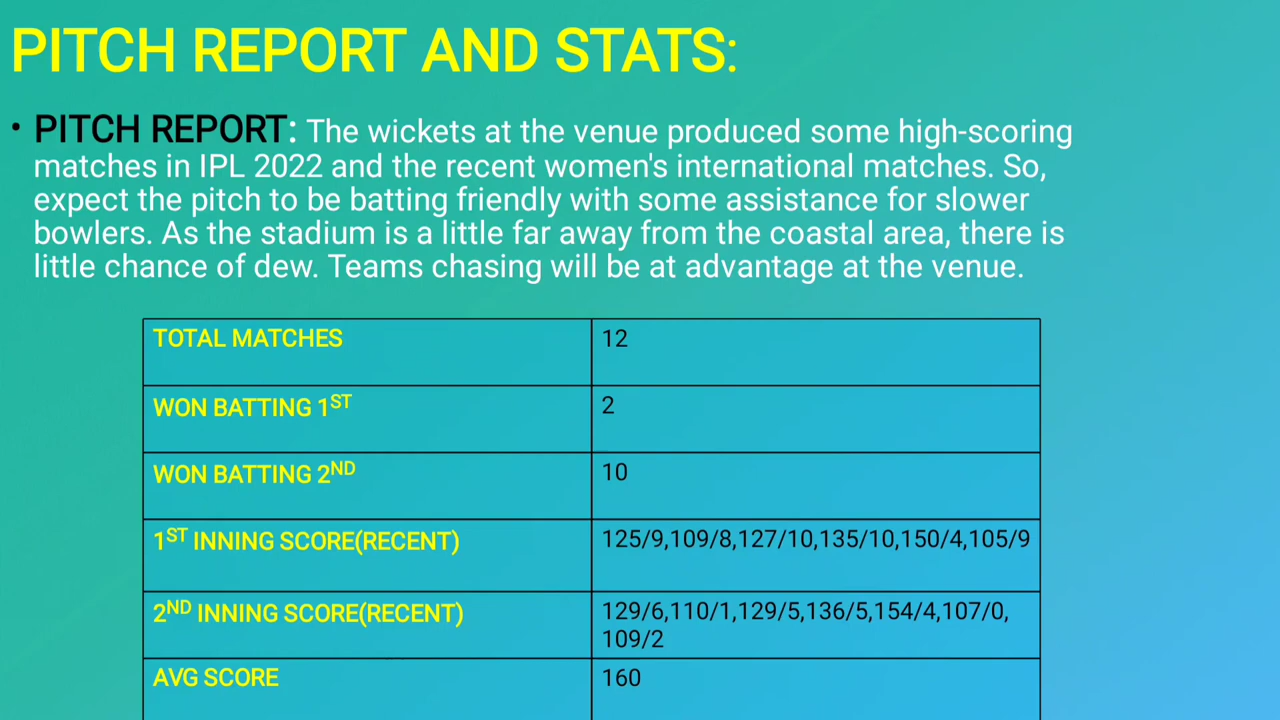 PITCH REPORT AND STATS:
• PITCH REPORT: The wickets at the venue produced some high-scoring
matches in IPL 2022 and the recent women's international matches. So,
expect the pitch to be batting friendly with some assistance for slower
bowlers. As the stadium is a little far away from the coastal area, there is
little chance of dew. Teams chasing will be at advantage at the venue.
TOTAL MATCHES 12
WON BATTING 1ST 2
WON BATTING 2ND 10
1ST INNING SCORE(RECENT) 125/9,109/8,127/10,135/10,150/4,105/9
2ND INNING SCORE(RECENT) 129/6,110/1,129/5,136/5,154/4,107/0,
109/2
AVG SCORE 160